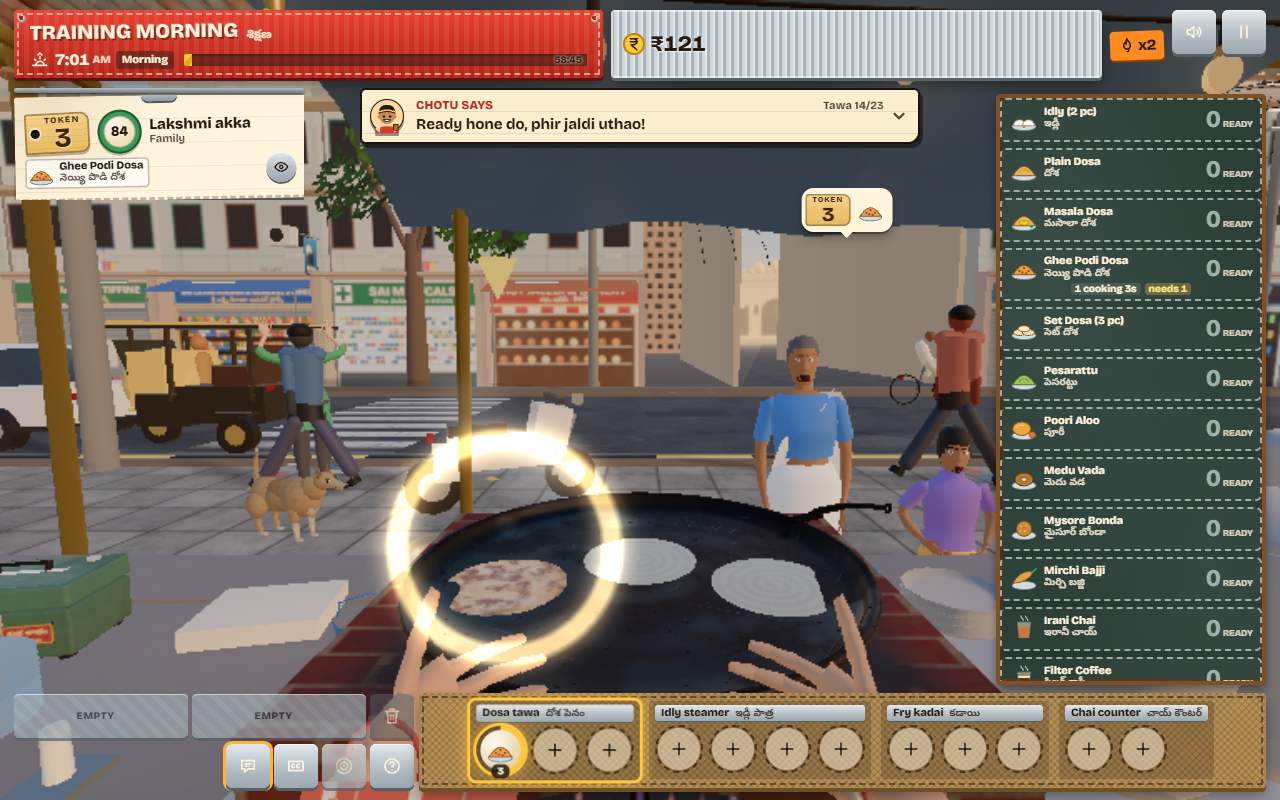 TRAINING MORNING శిక్షణ
7:01 AM Morning 58:45
₹121
x2
TOKEN
3
84
Lakshmi akka
Family
Ghee Podi Dosa
నెయ్యి పొడి దోశ
CHOTU SAYS
Tawa 14/23
Ready hone do, phir jaldi uthao!
TOKEN
3
Idly (2 pc)
ఇడ్లీ
0 READY
Plain Dosa
దోశ
0 READY
Masala Dosa
మసాలా దోశ
0 READY
Ghee Podi Dosa
నెయ్యి పొడి దోశ
0 READY
1 cooking 3s needs 1
Set Dosa (3 pc)
సెట్ దోశ
0 READY
Pesarattu
పెసరట్టు
0 READY
Poori Aloo
పూరీ
0 READY
Medu Vada
మెదు వడ
0 READY
Mysore Bonda
మైసూర్ బోండా
0 READY
Mirchi Bajji
మిర్చి బజ్జి
0 READY
Irani Chai
ఇరానీ చాయ్
0 READY
Filter Coffee
SAI MEDICALS
EMPTY
EMPTY
Dosa tawa దోశ పెనం
3
Idly steamer ఇడ్లీ పాత్ర
Fry kadai కడాయి
Chai counter చాయ్ కౌంటర్